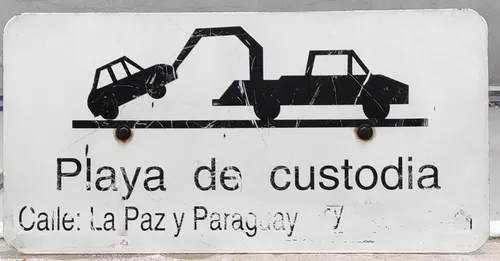 Playa de custodia
Calle: La Paz y Paraguay y